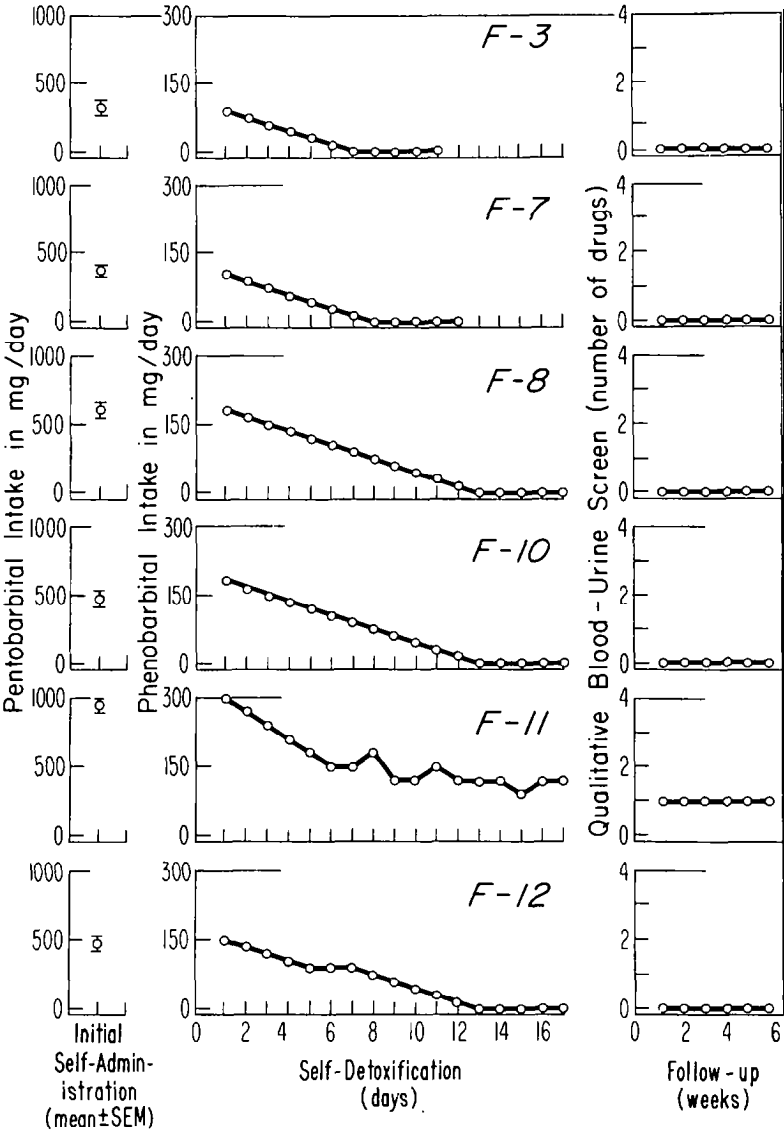 Pentobarbital Intake in mg/day
Phenobarbital Intake in mg/day
Qualitative Blood-Urine Screen (number of drugs)
1000
500
0
300
150
0
F-3
4
2
0
1000
500
0
300
150
0
F-7
4
2
0
1000
500
0
300
150
0
F-8
4
2
0
1000
500
0
300
150
0
F-10
4
2
0
1000
500
0
300
150
0
F-11
4
2
0
1000
500
0
300
150
0
F-12
4
2
0
0 2 4 6 8 10 12 14 16
0 2 4 6
Initial
Self-Admin-
istration
(mean±SEM)
Self-Detoxification
(days)
Follow-up
(weeks)